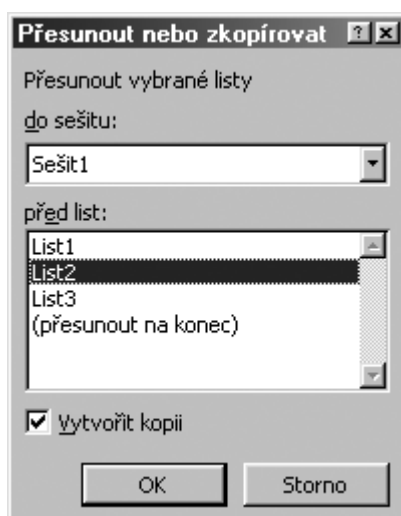 Přesunout nebo zkopírovat
Přesunout vybrané listy
do sešitu:
Sešit1
před list:
List1
List2
List3
(přesunout na konec)
Vytvořit kopii
OK Storno